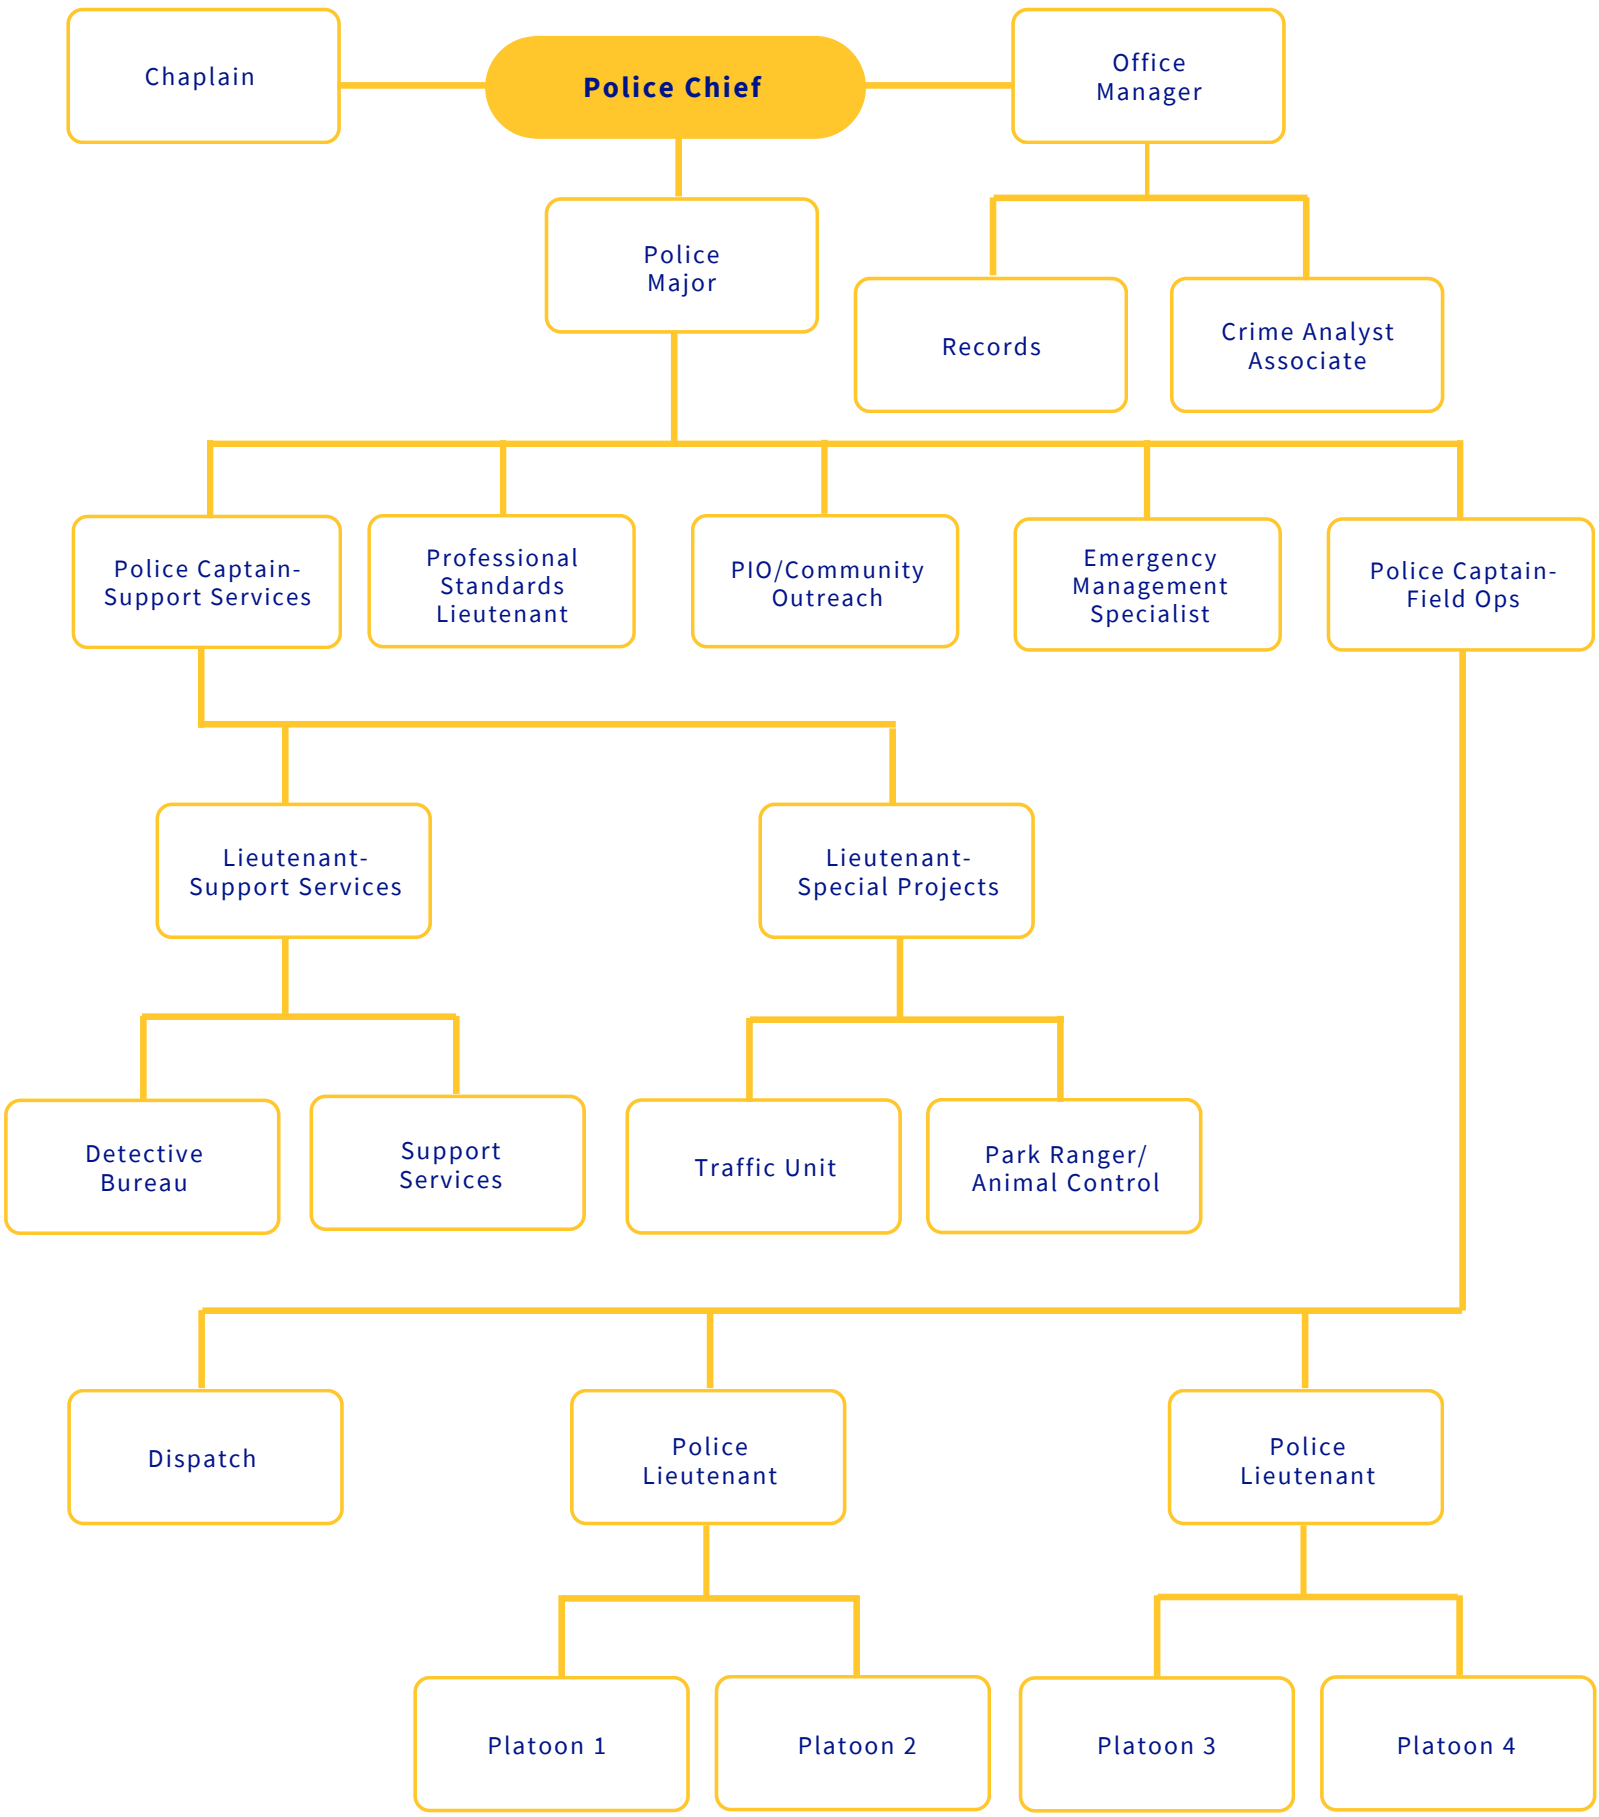 Chaplain
Police Chief
Office
Manager
Police
Major
Records
Crime Analyst
Associate
Police Captain-
Support Services
Professional
Standards
Lieutenant
PIO/Community
Outreach
Emergency
Management
Specialist
Police Captain-
Field Ops
Lieutenant-
Support Services
Lieutenant-
Special Projects
Detective
Bureau
Support
Services
Traffic Unit
Park Ranger/
Animal Control
Dispatch
Police
Lieutenant
Police
Lieutenant
Platoon 1
Platoon 2
Platoon 3
Platoon 4